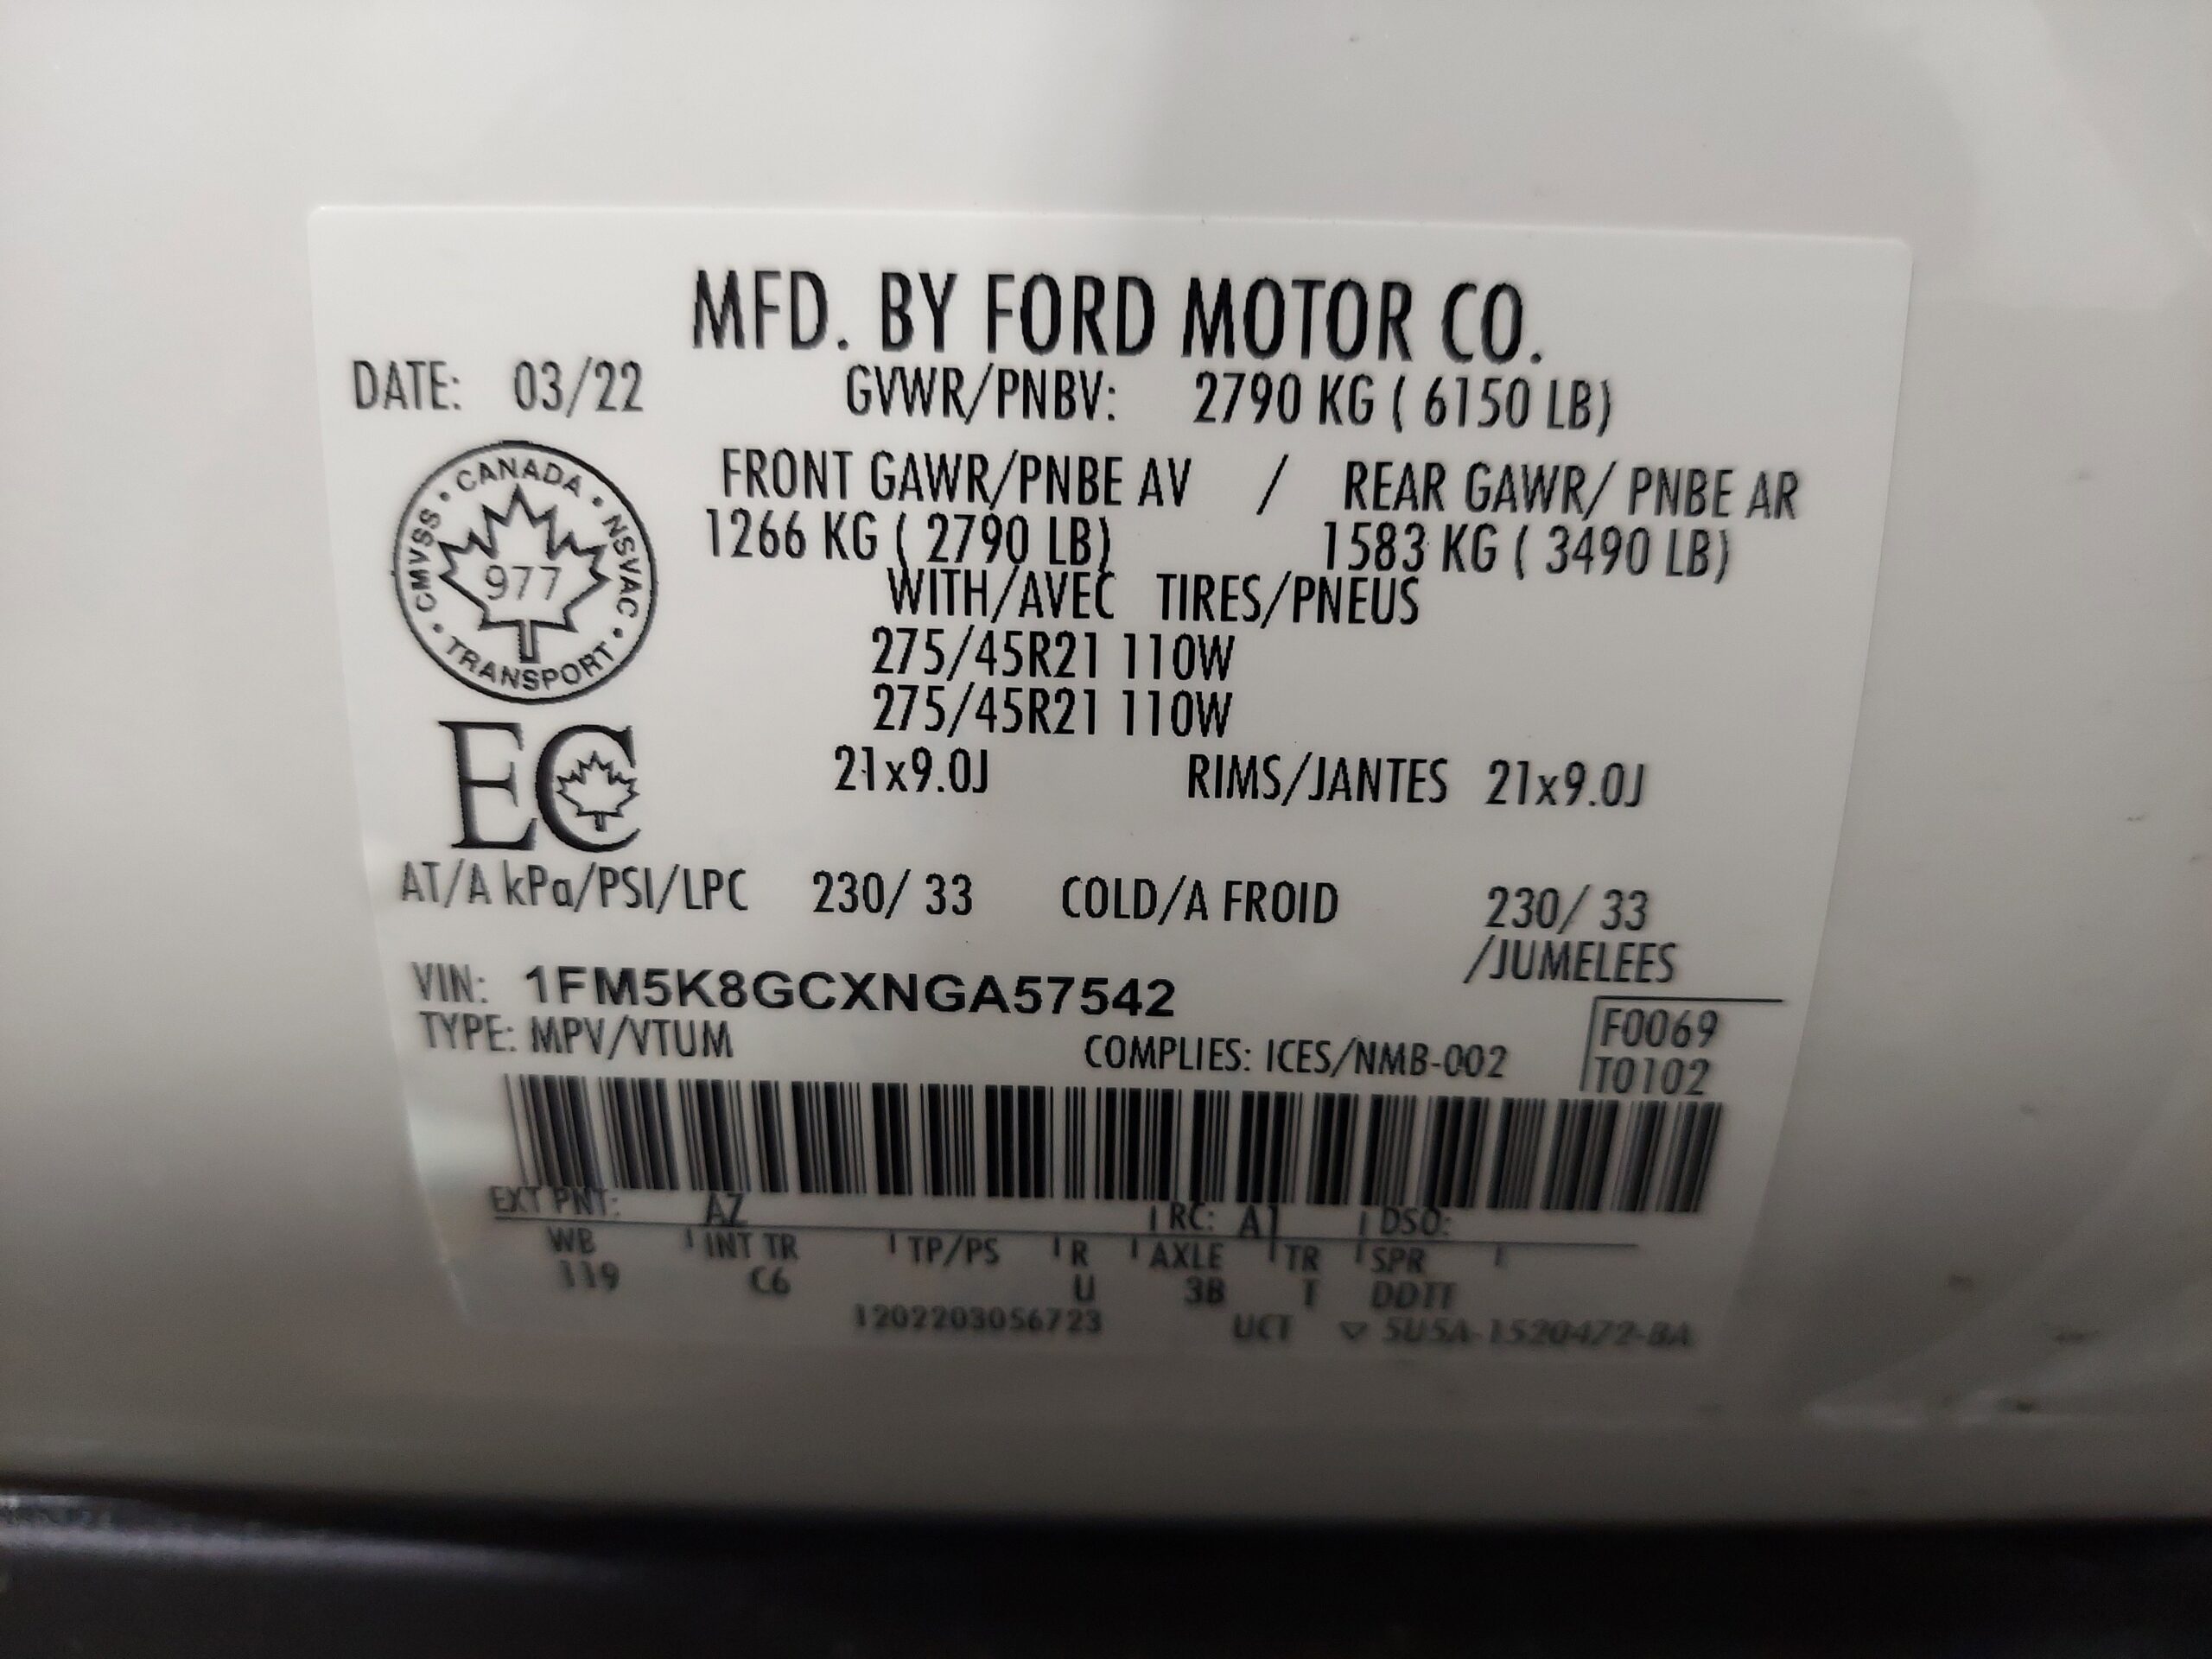 MFD. BY FORD MOTOR CO.
DATE: 03/22 GVWR/PNBV: 2790 KG ( 6150 LB)
FRONT GAWR/PNBE AV / REAR GAWR/ PNBE AR
1266 KG ( 2790 LB) 1583 KG ( 3490 LB)
WITH/AVEC TIRES/PNEUS
275/45R21 110W
275/45R21 110W
21x9.0J RIMS/JANTES 21x9.0J
CANADA • NSVAC • TRANSPORT • CMVSS •
977
EC
AT/A kPa/PSI/LPC 230/ 33 COLD/A FROID 230/ 33
/JUMELEES
VIN: 1FM5K8GCXNGA57542
F0069
TYPE: MPV/VTUM COMPLIES: ICES/NMB-002
T0102
EXT PNT: AZ RC: A1 DSO:
WB INT TR TP/PS R AXLE TR SPR
119 C6 U 3B T DDTT
1202203056723 UCT ▽ 5U5A-1520472-BA